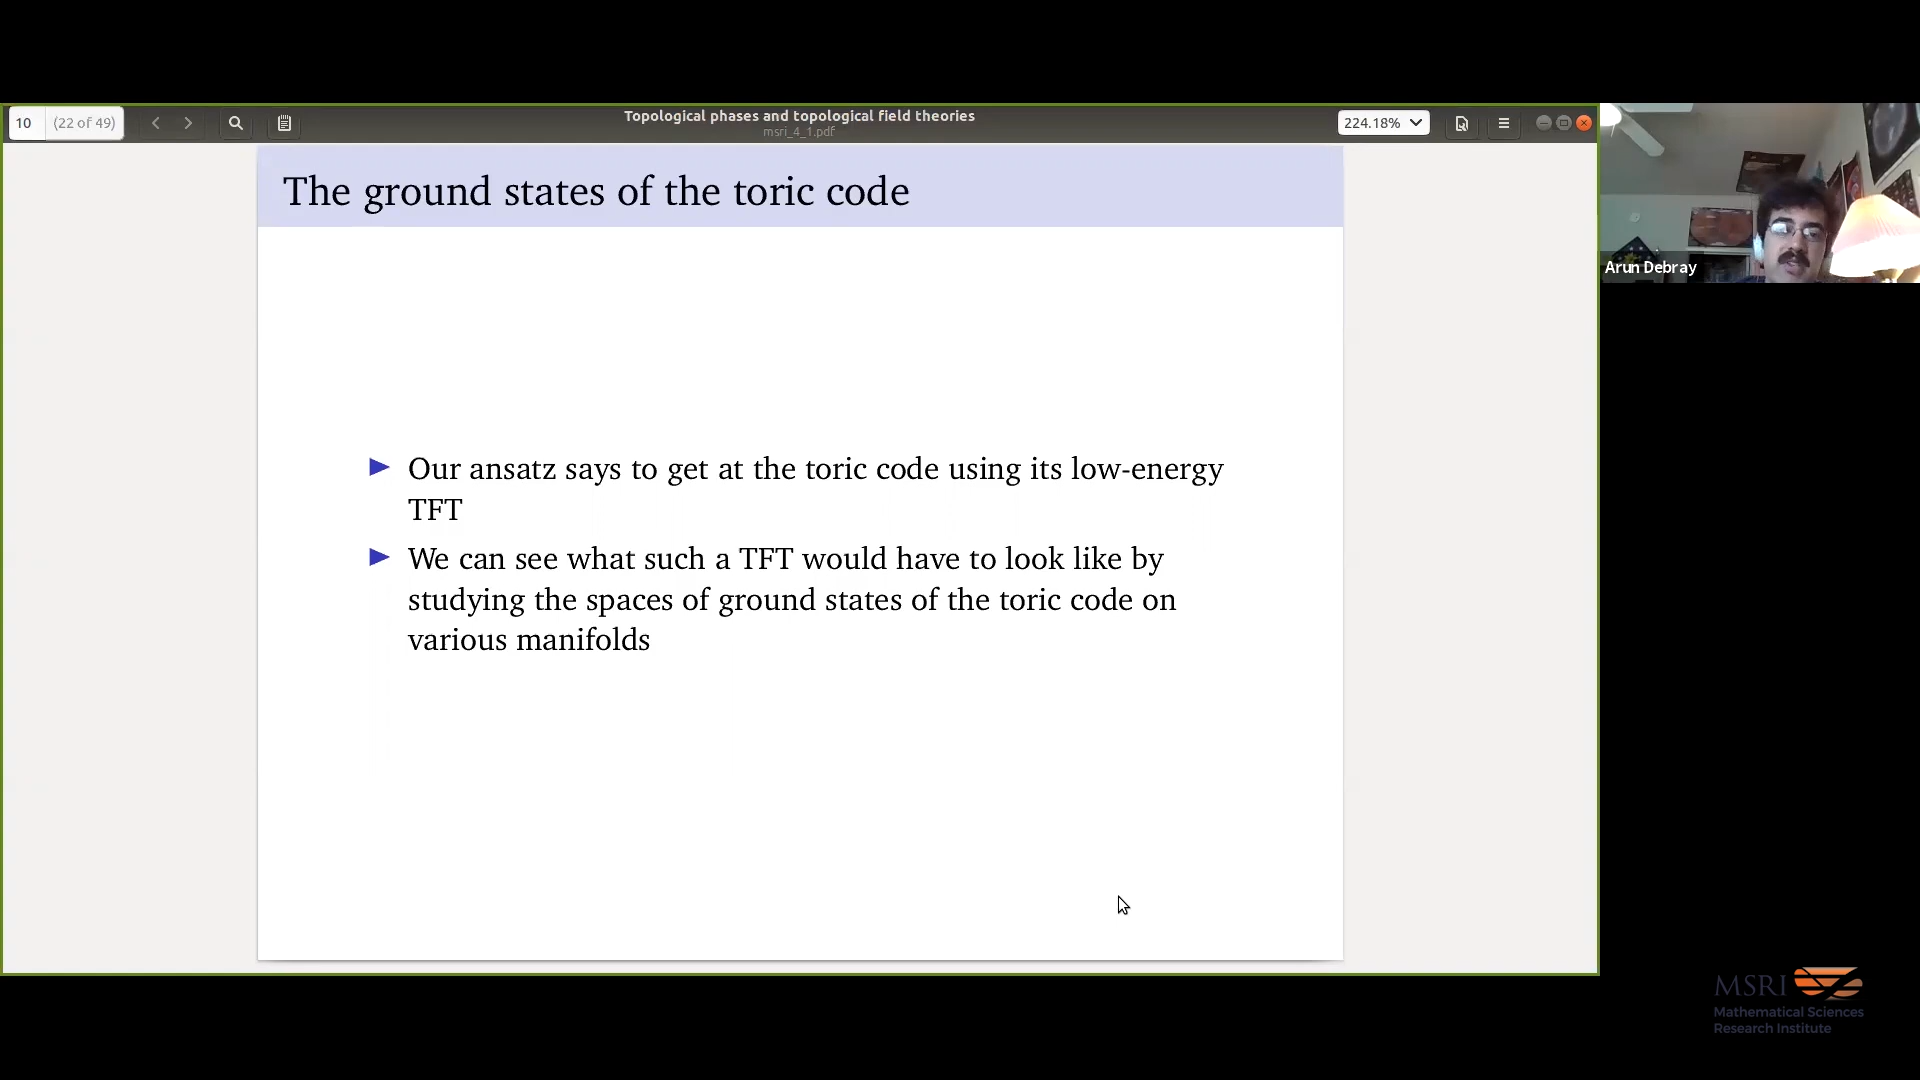 10 (22 of 49)
Topological phases and topological field theories
msri_4_1.pdf
224.18%
The ground states of the toric code
Our ansatz says to get at the toric code using its low-energy
TFT
We can see what such a TFT would have to look like by
studying the spaces of ground states of the toric code on
various manifolds
Arun Debray
MSRI
Mathematical Sciences
Research Institute